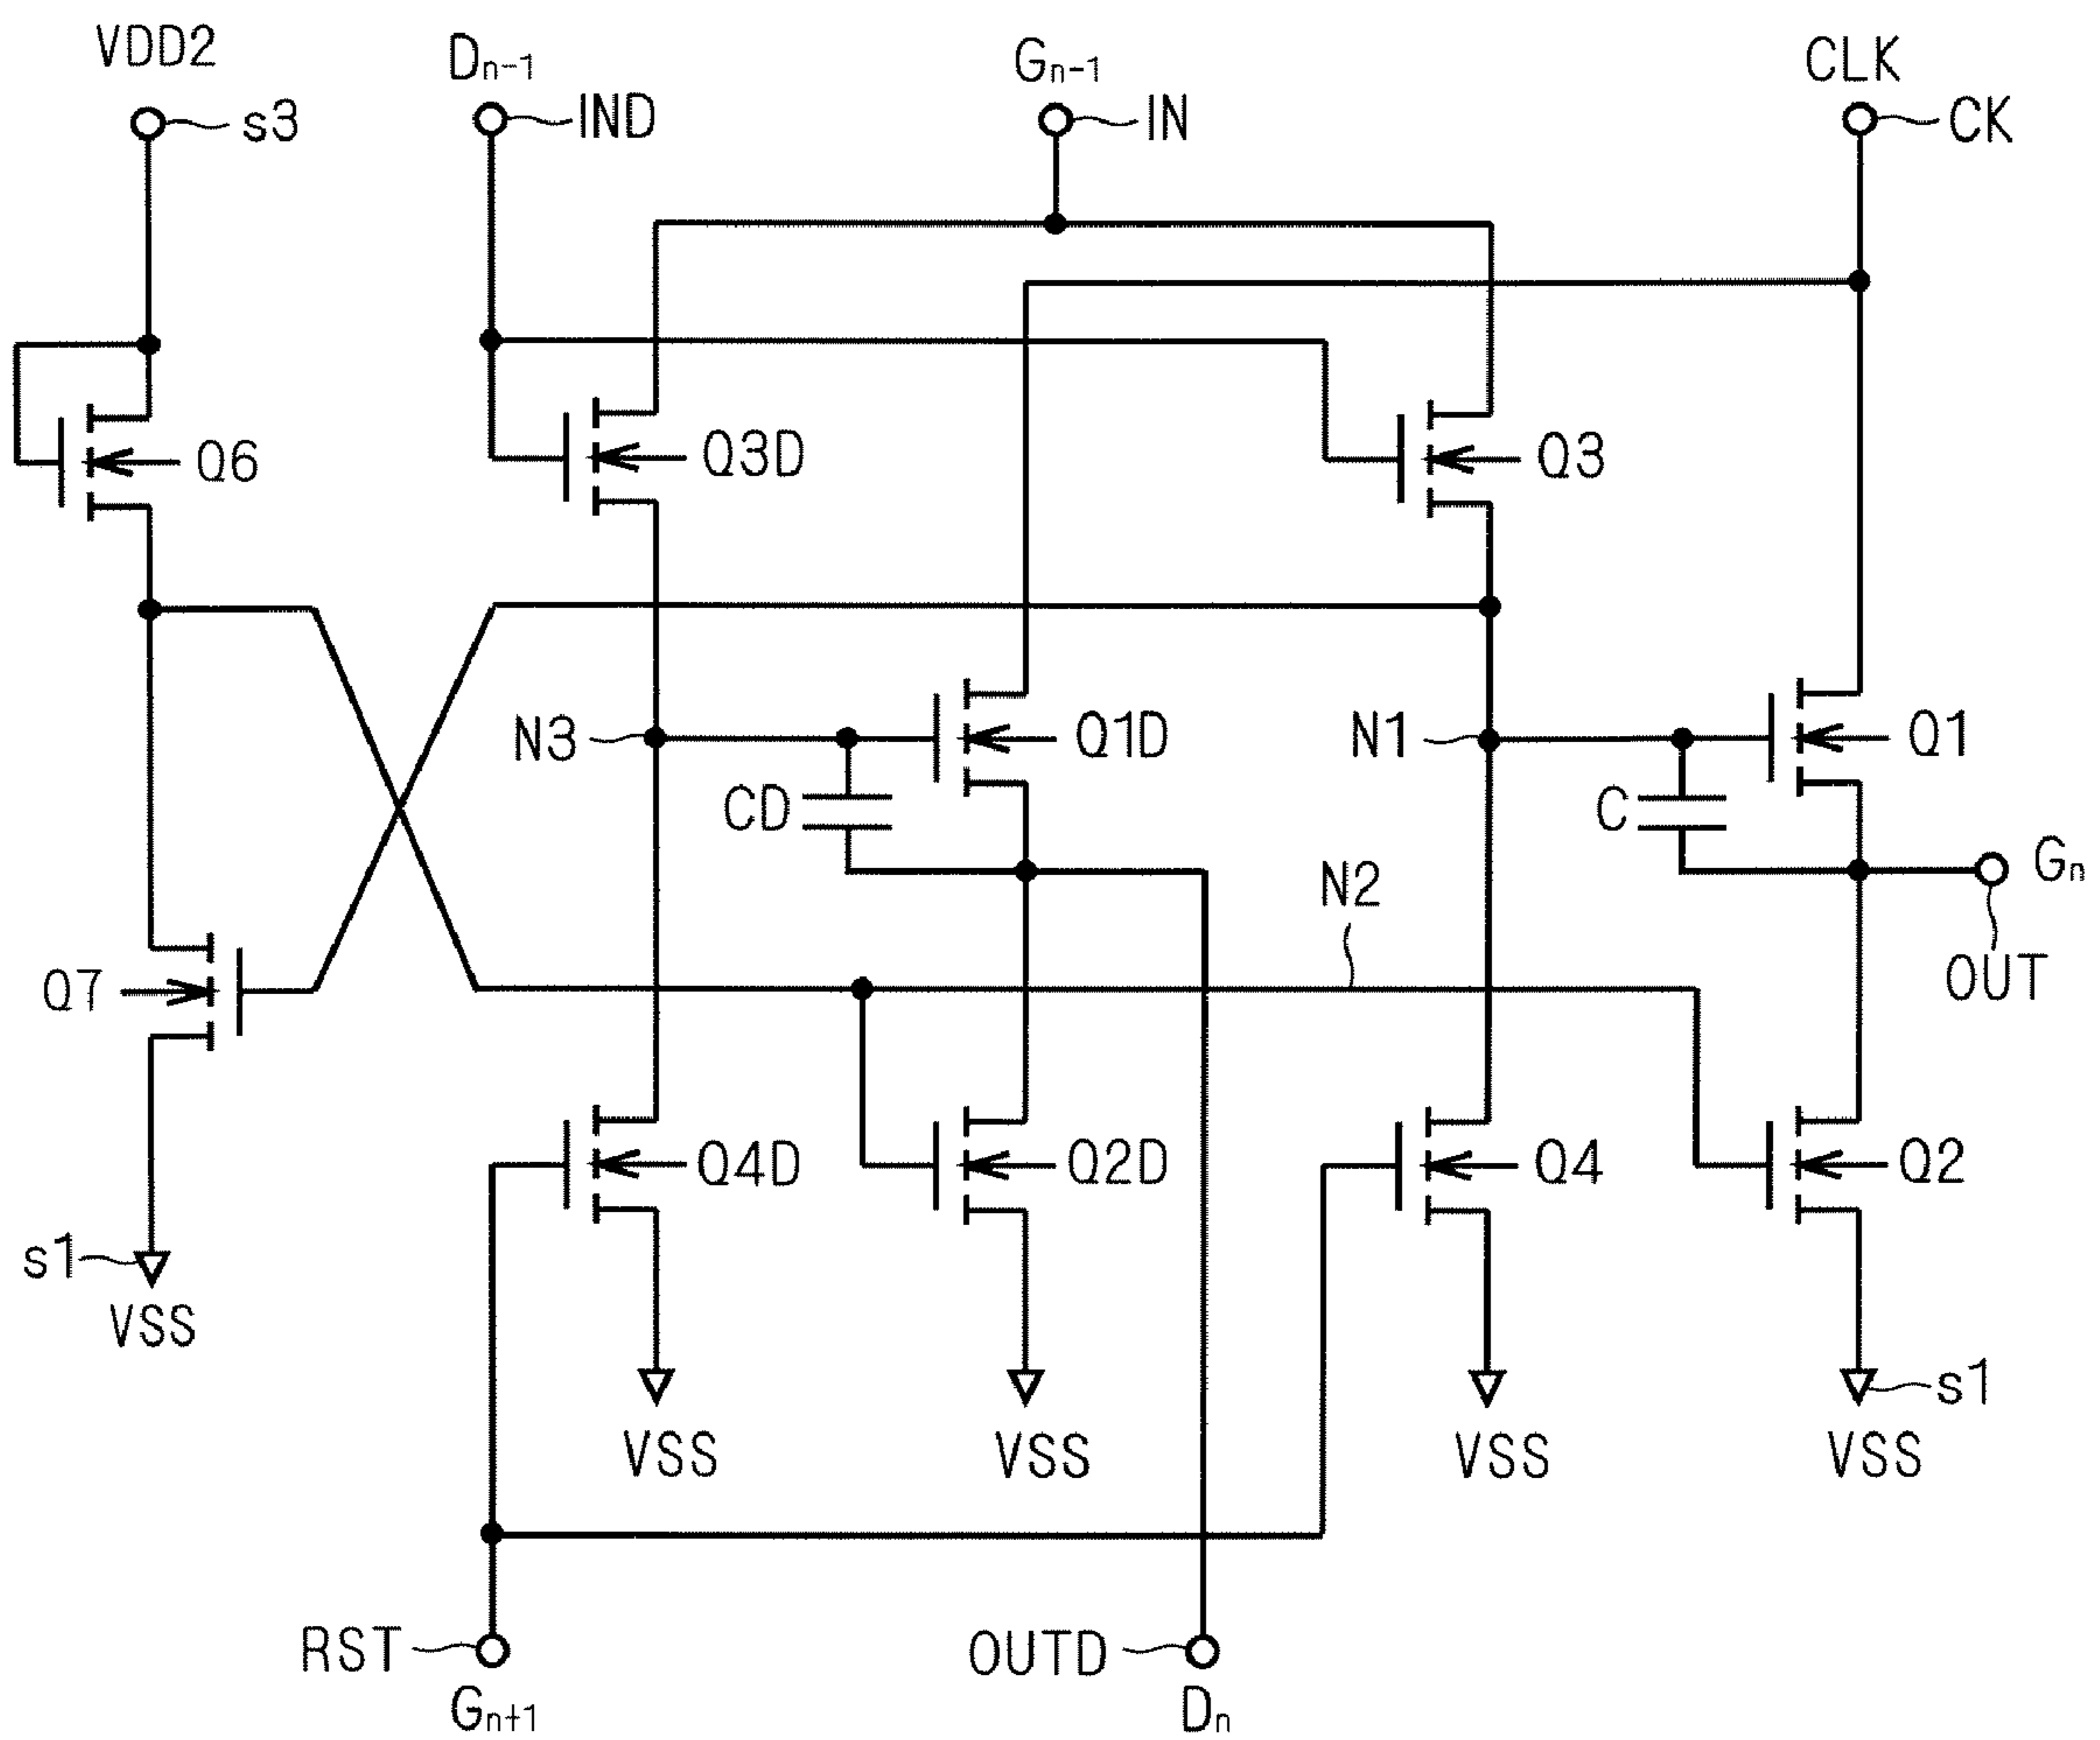 VDD2
Dn-1
Gn-1
CLK
s3
IND
IN
CK
Q6
Q3D
Q3
N3
Q1D
N1
Q1
CD
C
Gn
N2
OUT
Q7
Q4D
Q2D
Q4
Q2
s1
VSS
s1
VSS
VSS
VSS
VSS
RST
OUTD
Gn+1
Dn